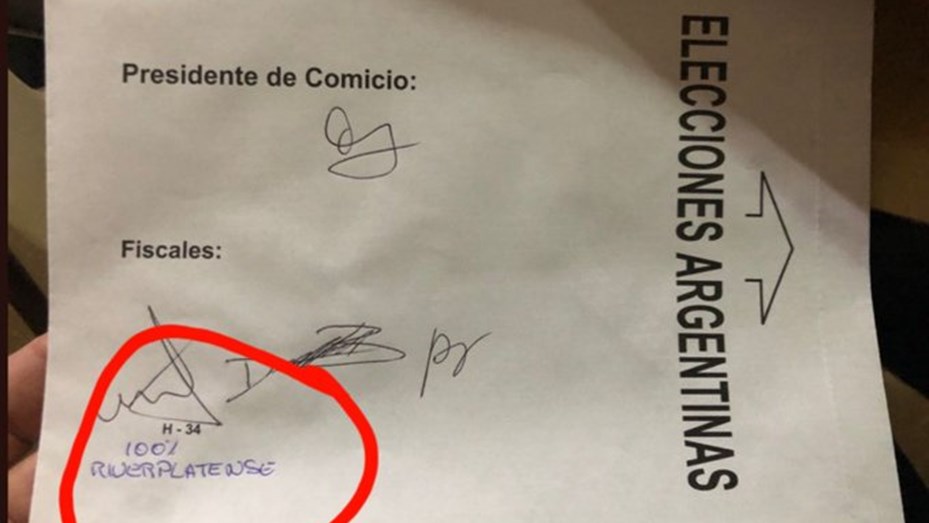 Presidente de Comicio:
Fiscales:
H - 34
100%
RIVERPLATENSE
ELECCIONES ARGENTINAS